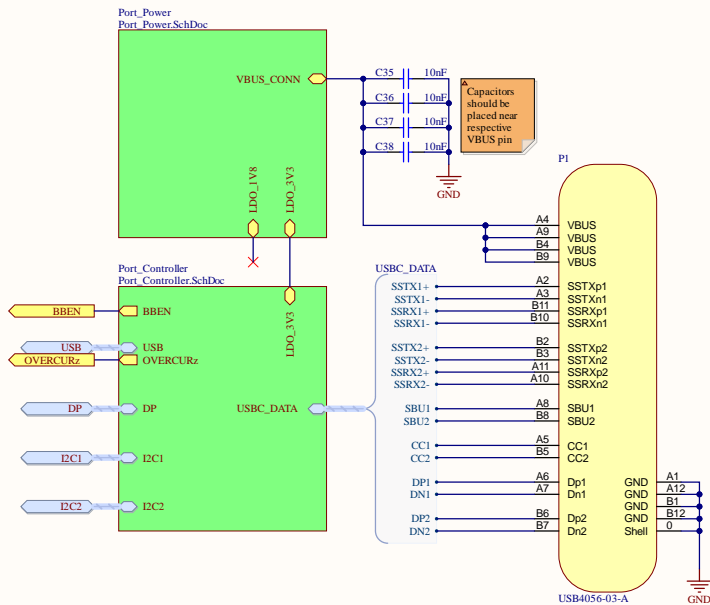 Port_Power
Port_Power.SchDoc
VBUS_CONN
LDO_1V8
LDO_3V3
C35 10nF
C36 10nF
C37 10nF
C38 10nF
GND
Capacitors
should be
placed near
respective
VBUS pin
Port_Controller
Port_Controller.SchDoc
LDO_3V3
BBEN BBEN
USB USB
OVERCURz OVERCURz
DP DP
I2C1 I2C1
I2C2 I2C2
USBC_DATA
USBC_DATA
SSTX1+
SSTX1-
SSRX1+
SSRX1-
SSTX2+
SSTX2-
SSRX2+
SSRX2-
SBU1
SBU2
CC1
CC2
DP1
DN1
DP2
DN2
P1
A4 VBUS
A9 VBUS
B4 VBUS
B9 VBUS
A2 SSTXp1
A3 SSTXn1
B11 SSRXp1
B10 SSRXn1
B2 SSTXp2
B3 SSTXn2
A11 SSRXp2
A10 SSRXn2
A8 SBU1
B8 SBU2
A5 CC1
B5 CC2
A6 Dp1
A7 Dn1
B6 Dp2
B7 Dn2
GND A1
GND A12
GND B1
GND B12
Shell 0
GND
USB4056-03-A